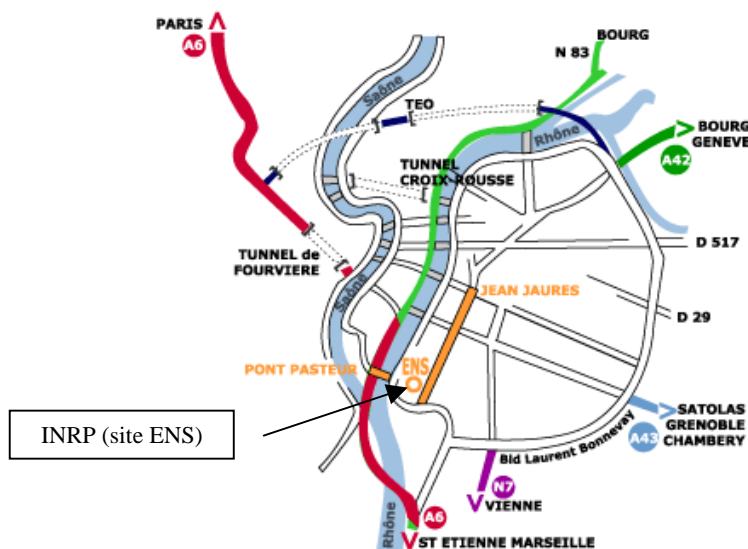 PARIS
A6
BOURG
N 83
Saône
TEO
Rhône
BOURG
GENEVE
A42
TUNNEL
CROIX-ROUSSE
D 517
TUNNEL de
FOURVIERE
Saône
JEAN JAURES
D 29
PONT PASTEUR
ENS
INRP (site ENS)
SATOLAS
GRENOBLE
CHAMBERY
A43
Bld Laurent Bonnevay
N7
VIENNE
A6
Rhône
ST ETIENNE MARSEILLE